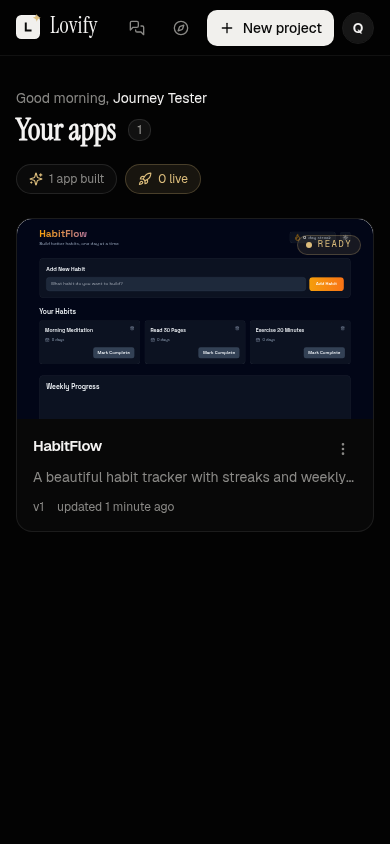 L Lovify
New project
Q
Good morning, Journey Tester
Your apps 1
1 app built
0 live
HabitFlow
Build better habits, one day at a time
READY
Add New Habit
What habit do you want to build?
Add Habit
Your Habits
Morning Meditation
0 days
Mark Complete
Read 30 Pages
0 days
Mark Complete
Exercise 20 Minutes
0 days
Mark Complete
Weekly Progress
HabitFlow
A beautiful habit tracker with streaks and weekly...
v1 updated 1 minute ago